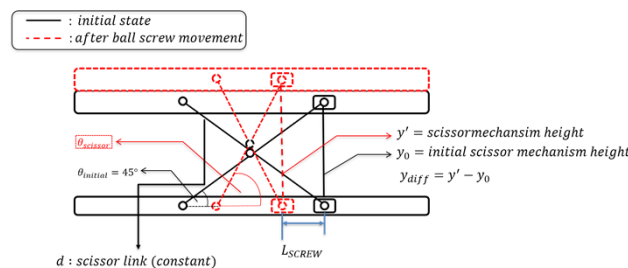 : initial state
: after ball screw movement
θscissor
y′ = scissormechansim height
y0 = initial scissor mechanism height
θinitial = 45°
ydiff = y′ − y0
LSCREW
d : scissor link (constant)